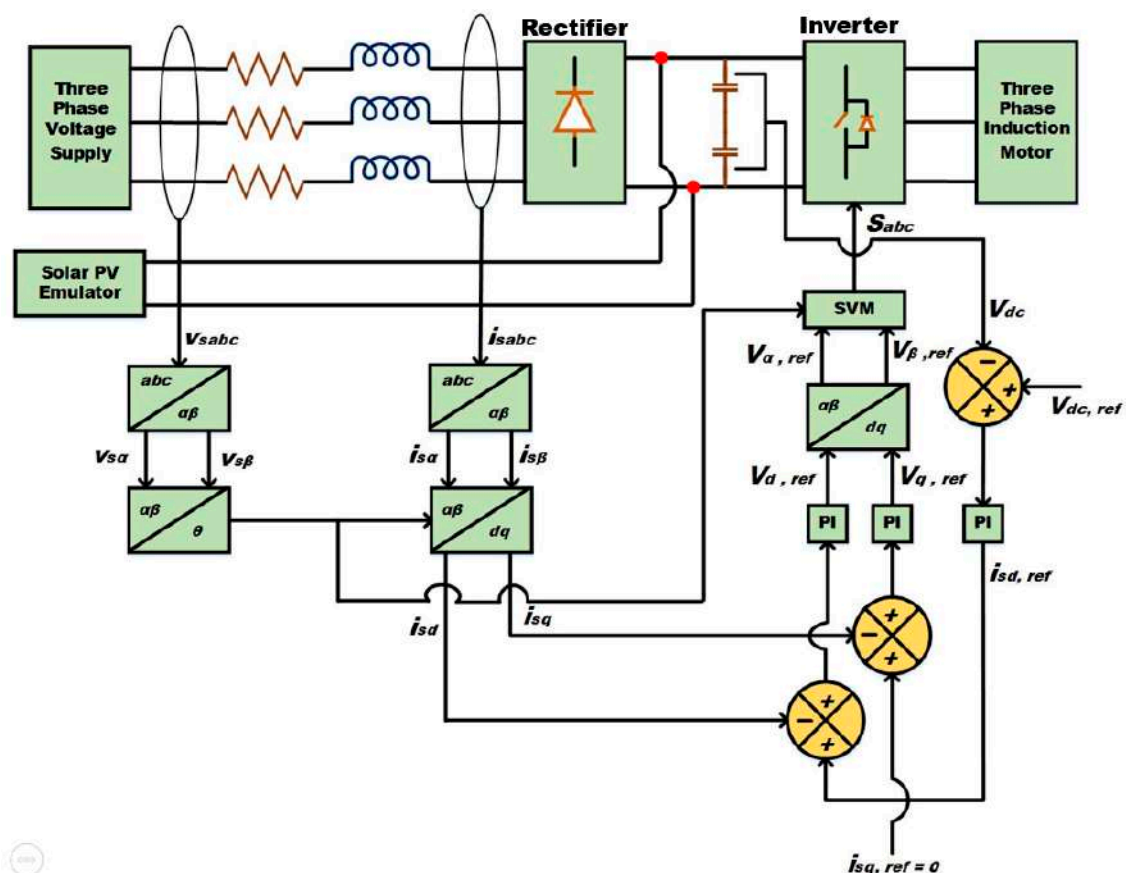 Rectifier
Inverter
Three
Phase
Voltage
Supply
Three
Phase
Induction
Motor
Sabc
Solar PV
Emulator
SVM
Vdc
vsabc
isabc
Vα, ref
Vβ, ref
abc
αβ
abc
αβ
αβ
dq
−
+
+
Vdc, ref
vsα
vsβ
isα
isβ
Vd, ref
Vq, ref
αβ
θ
αβ
dq
PI
PI
PI
isd, ref
isd
isq
+
−
+
+
−
+
isq, ref = 0